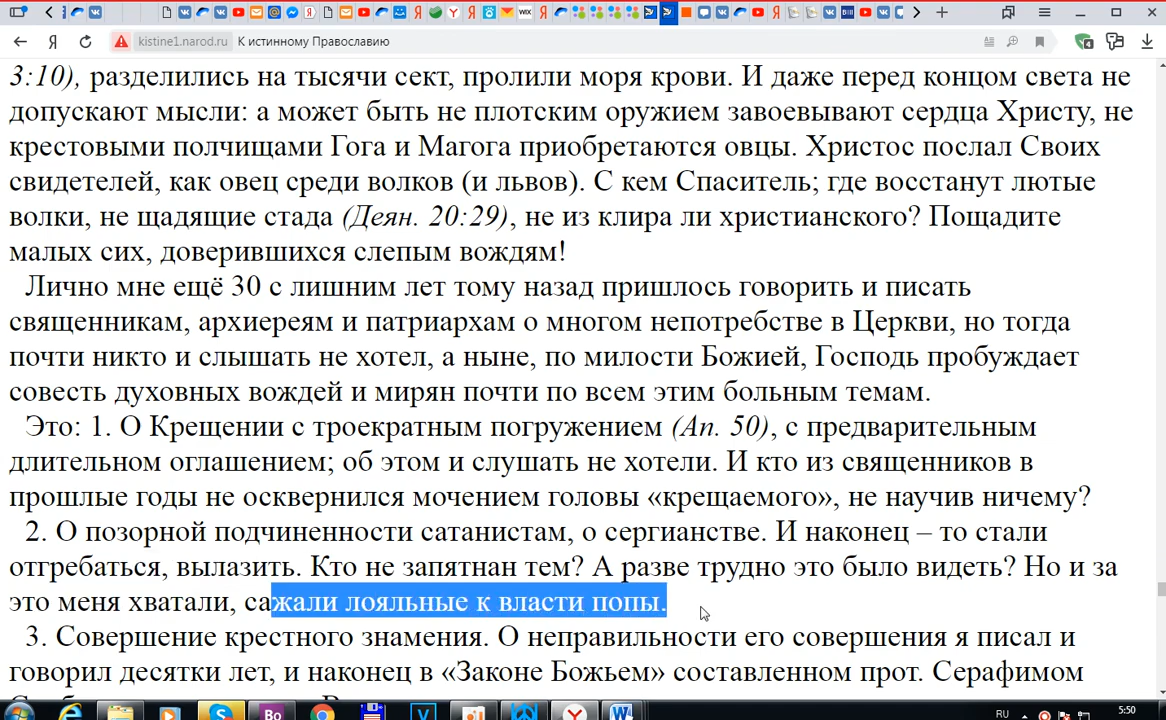 kistine1.narod.ru К истинному Православию
3:10), разделились на тысячи сект, пролили моря крови. И даже перед концом света не
допускают мысли: а может быть не плотским оружием завоевывают сердца Христу, не
крестовыми полчищами Гога и Магога приобретаются овцы. Христос послал Своих
свидетелей, как овец среди волков (и львов). С кем Спаситель; где восстанут лютые
волки, не щадящие стада (Деян. 20:29), не из клира ли христианского? Пощадите
малых сих, доверившихся слепым вождям!
Лично мне ещё 30 с лишним лет тому назад пришлось говорить и писать
священникам, архиереям и патриархам о многом непотребстве в Церкви, но тогда
почти никто и слышать не хотел, а ныне, по милости Божией, Господь пробуждает
совесть духовных вождей и мирян почти по всем этим больным темам.
Это: 1. О Крещении с троекратным погружением (Ап. 50), с предварительным
длительном оглашением; об этом и слушать не хотели. И кто из священников в
прошлые годы не осквернился мочением головы «крещаемого», не научив ничему?
2. О позорной подчиненности сатанистам, о сергианстве. И наконец – то стали
отгребаться, вылазить. Кто не запятнан тем? А разве трудно это было видеть? Но и за
это меня хватали, сажали лояльные к власти попы.
3. Совершение крестного знамения. О неправильности его совершения я писал и
говорил десятки лет, и наконец в «Законе Божьем» составленном прот. Серафимом
RU 5:50